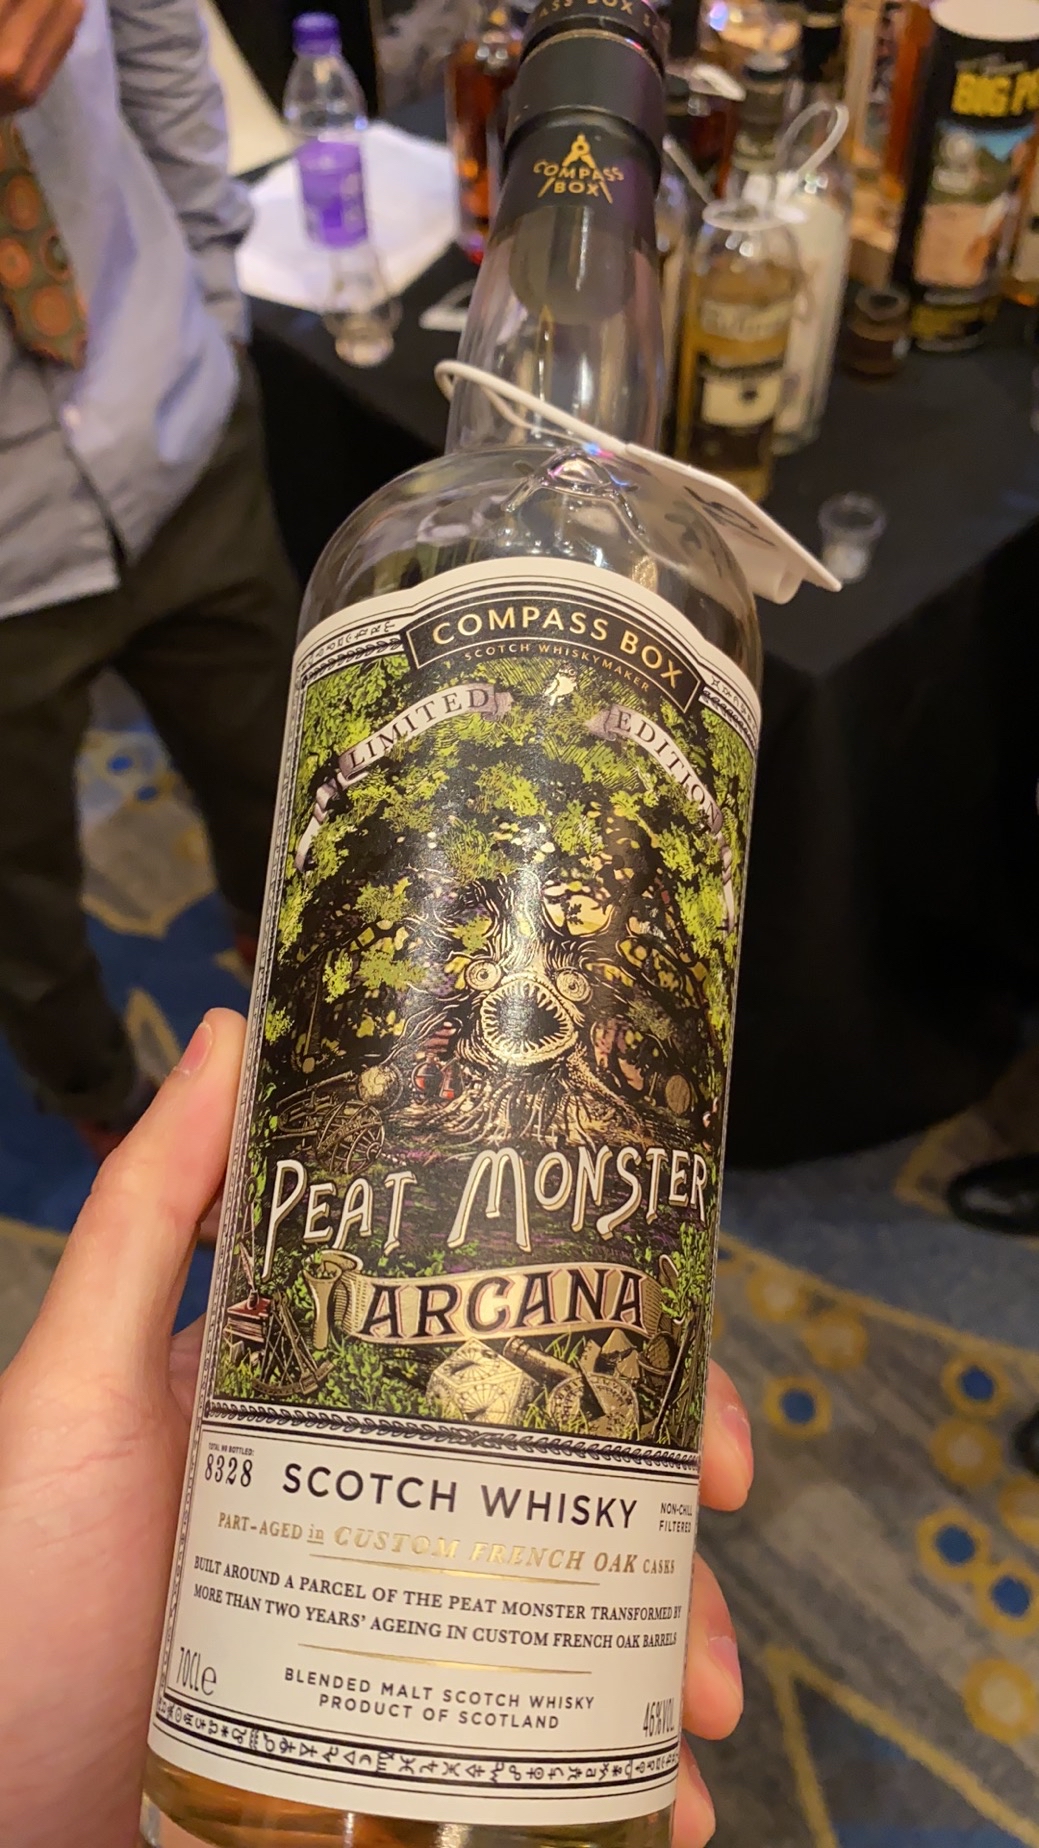 COMPASS BOX
COMPASS
BOX
BIG P
COMPASS BOX
SCOTCH WHISKYMAKER
LIMITED EDITION
PEAT MONSTER
ARCANA
TOTAL NO BOTTLED:
8328
SCOTCH WHISKY
NON-CHILL
FILTERED
PART-AGED in CUSTOM FRENCH OAK CASKS
BUILT AROUND A PARCEL OF THE PEAT MONSTER TRANSFORMED BY
MORE THAN TWO YEARS' AGEING IN CUSTOM FRENCH OAK BARRELS
70CLe
BLENDED MALT SCOTCH WHISKY
PRODUCT OF SCOTLAND
46%VOL